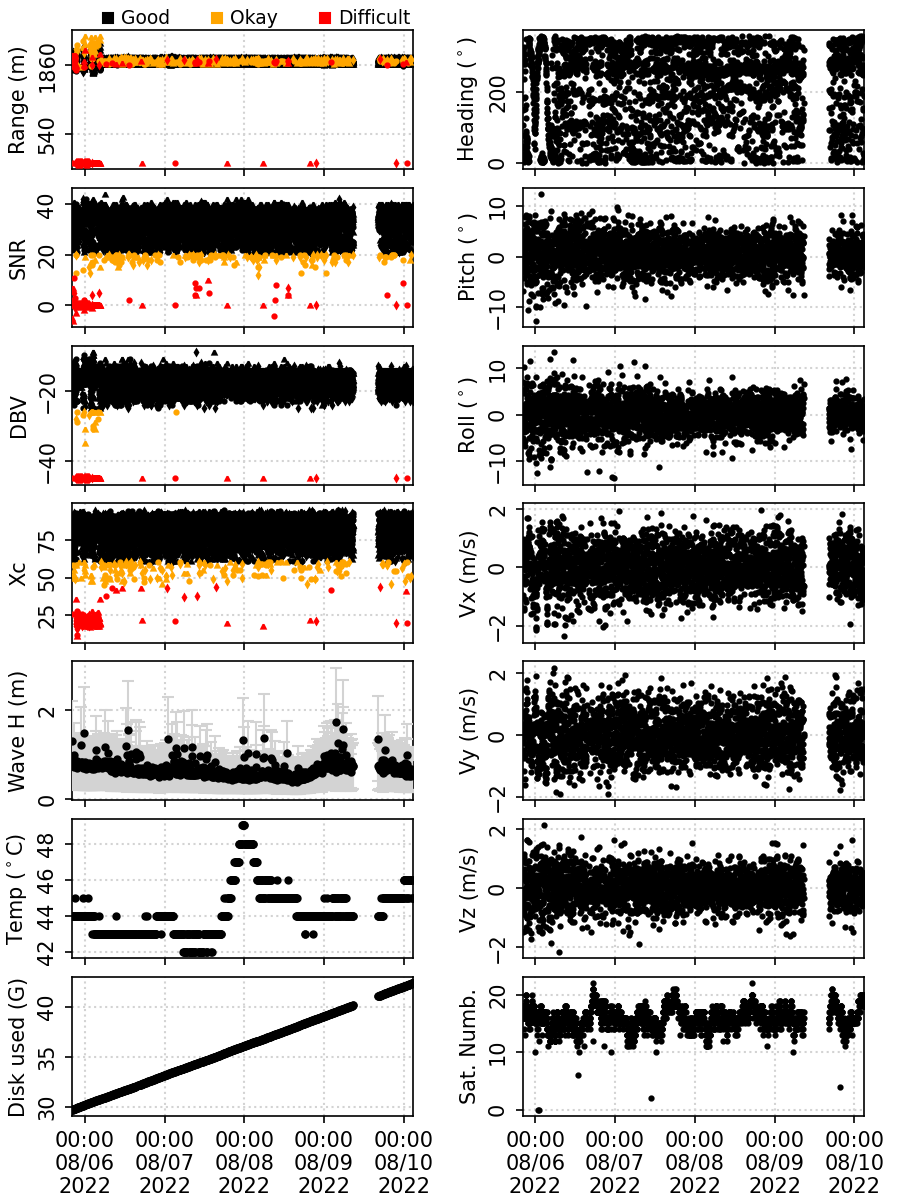 Good Okay Difficult
Range (m)
1860
540
Heading (°)
200
0
SNR
40
20
0
Pitch (°)
10
0
−10
DBV
−20
−40
Roll (°)
10
0
−10
Xc
75
50
25
Vx (m/s)
2
0
−2
Wave H (m)
2
0
Vy (m/s)
2
0
−2
Temp (°C)
48
46
44
42
Vz (m/s)
2
0
−2
Disk used (G)
40
35
30
Sat. Numb.
20
10
0
00:00 00:00 00:00 00:00 00:00
08/06 08/07 08/08 08/09 08/10
2022 2022 2022 2022 2022
00:00 00:00 00:00 00:00 00:00
08/06 08/07 08/08 08/09 08/10
2022 2022 2022 2022 2022